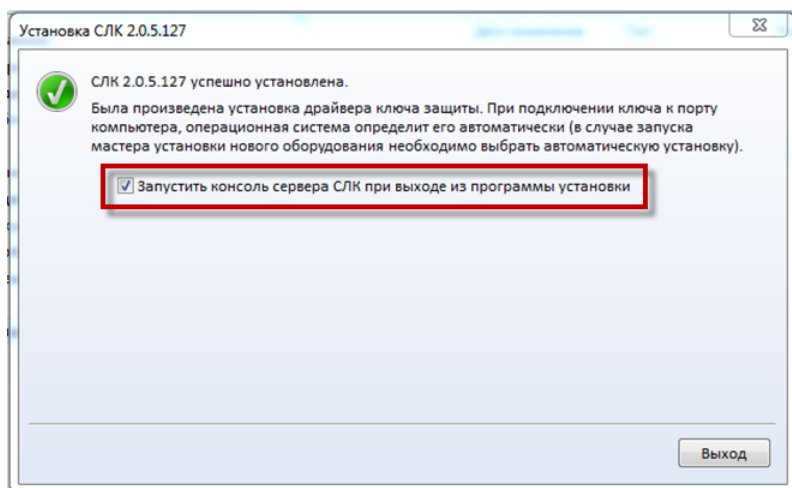 Установка СЛК 2.0.5.127
СЛК 2.0.5.127 успешно установлена.
Была произведена установка драйвера ключа защиты. При подключении ключа к порту
компьютера, операционная система определит его автоматически (в случае запуска
мастера установки нового оборудования необходимо выбрать автоматическую установку).
Запустить консоль сервера СЛК при выходе из программы установки
Выход